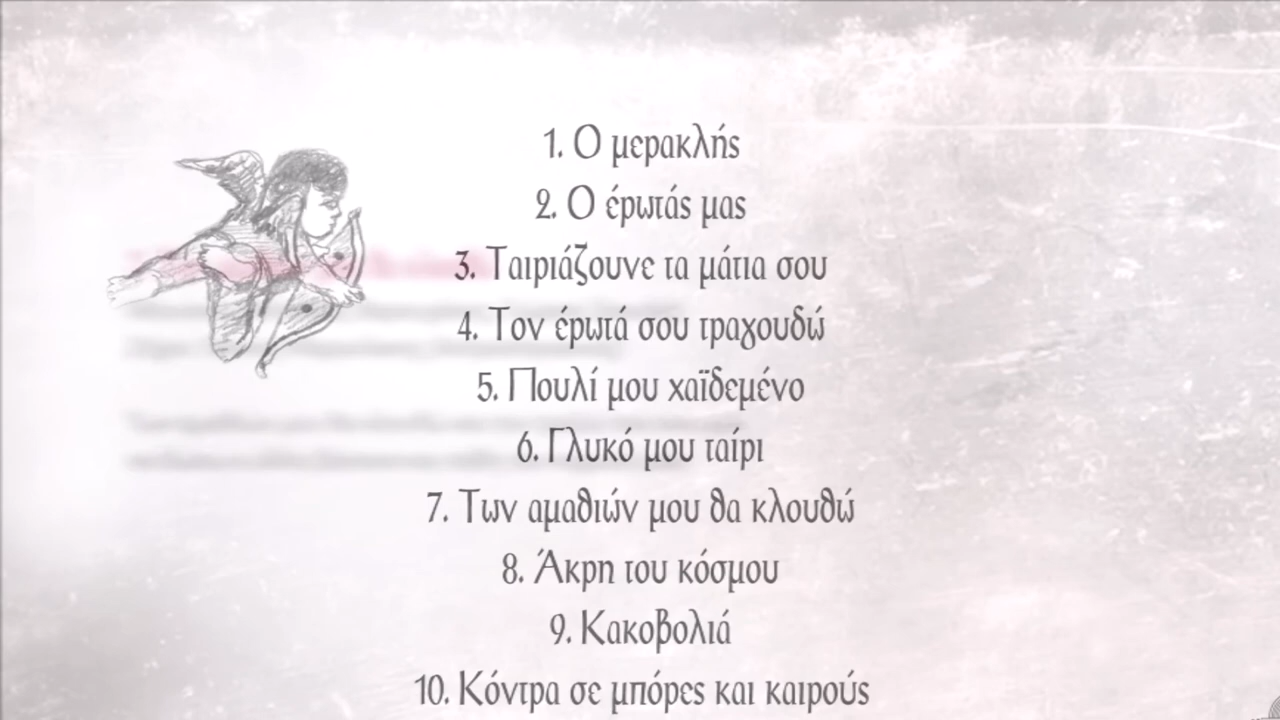 1. Ο μερακλής
2. Ο έρωτάς μας
3. Ταιριάζουνε τα μάτια σου
4. Τον έρωτά σου τραγουδώ
5. Πουλί μου χαϊδεμένο
6. Γλυκό μου ταίρι
7. Των αμαθιών μου θα κλουθώ
8. Άκρη του κόσμου
9. Κακοβολιά
10. Κόντρα σε μπόρες και καιρούς